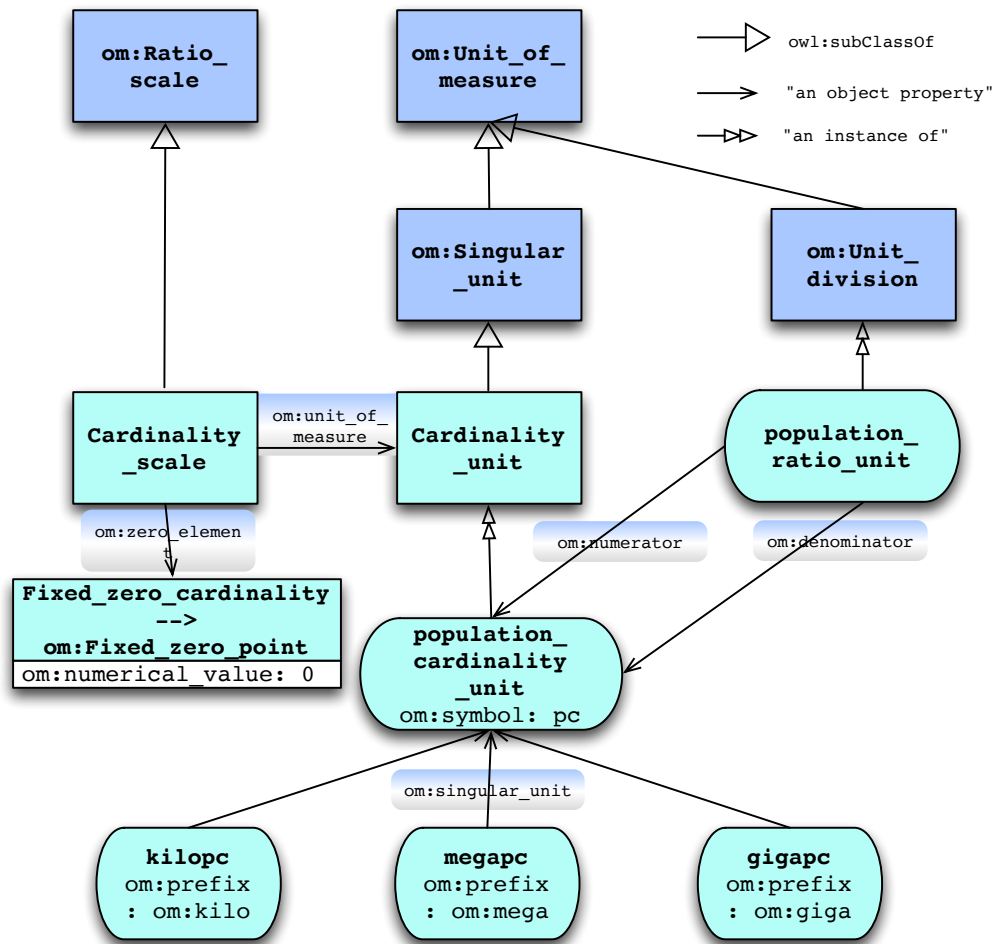 om:Ratio_
scale
om:Unit_of_
measure
owl:subClassOf
"an object property"
"an instance of"
om:Singular
_unit
om:Unit_
division
Cardinality
_scale
om:unit_of_
measure
Cardinality
_unit
population_
ratio_unit
om:zero_elemen
t
om:numerator
om:denominator
Fixed_zero_cardinality
-->
om:Fixed_zero_point
om:numerical_value: 0
population_
cardinality
_unit
om:symbol: pc
om:singular_unit
kilopc
om:prefix
: om:kilo
megapc
om:prefix
: om:mega
gigapc
om:prefix
: om:giga